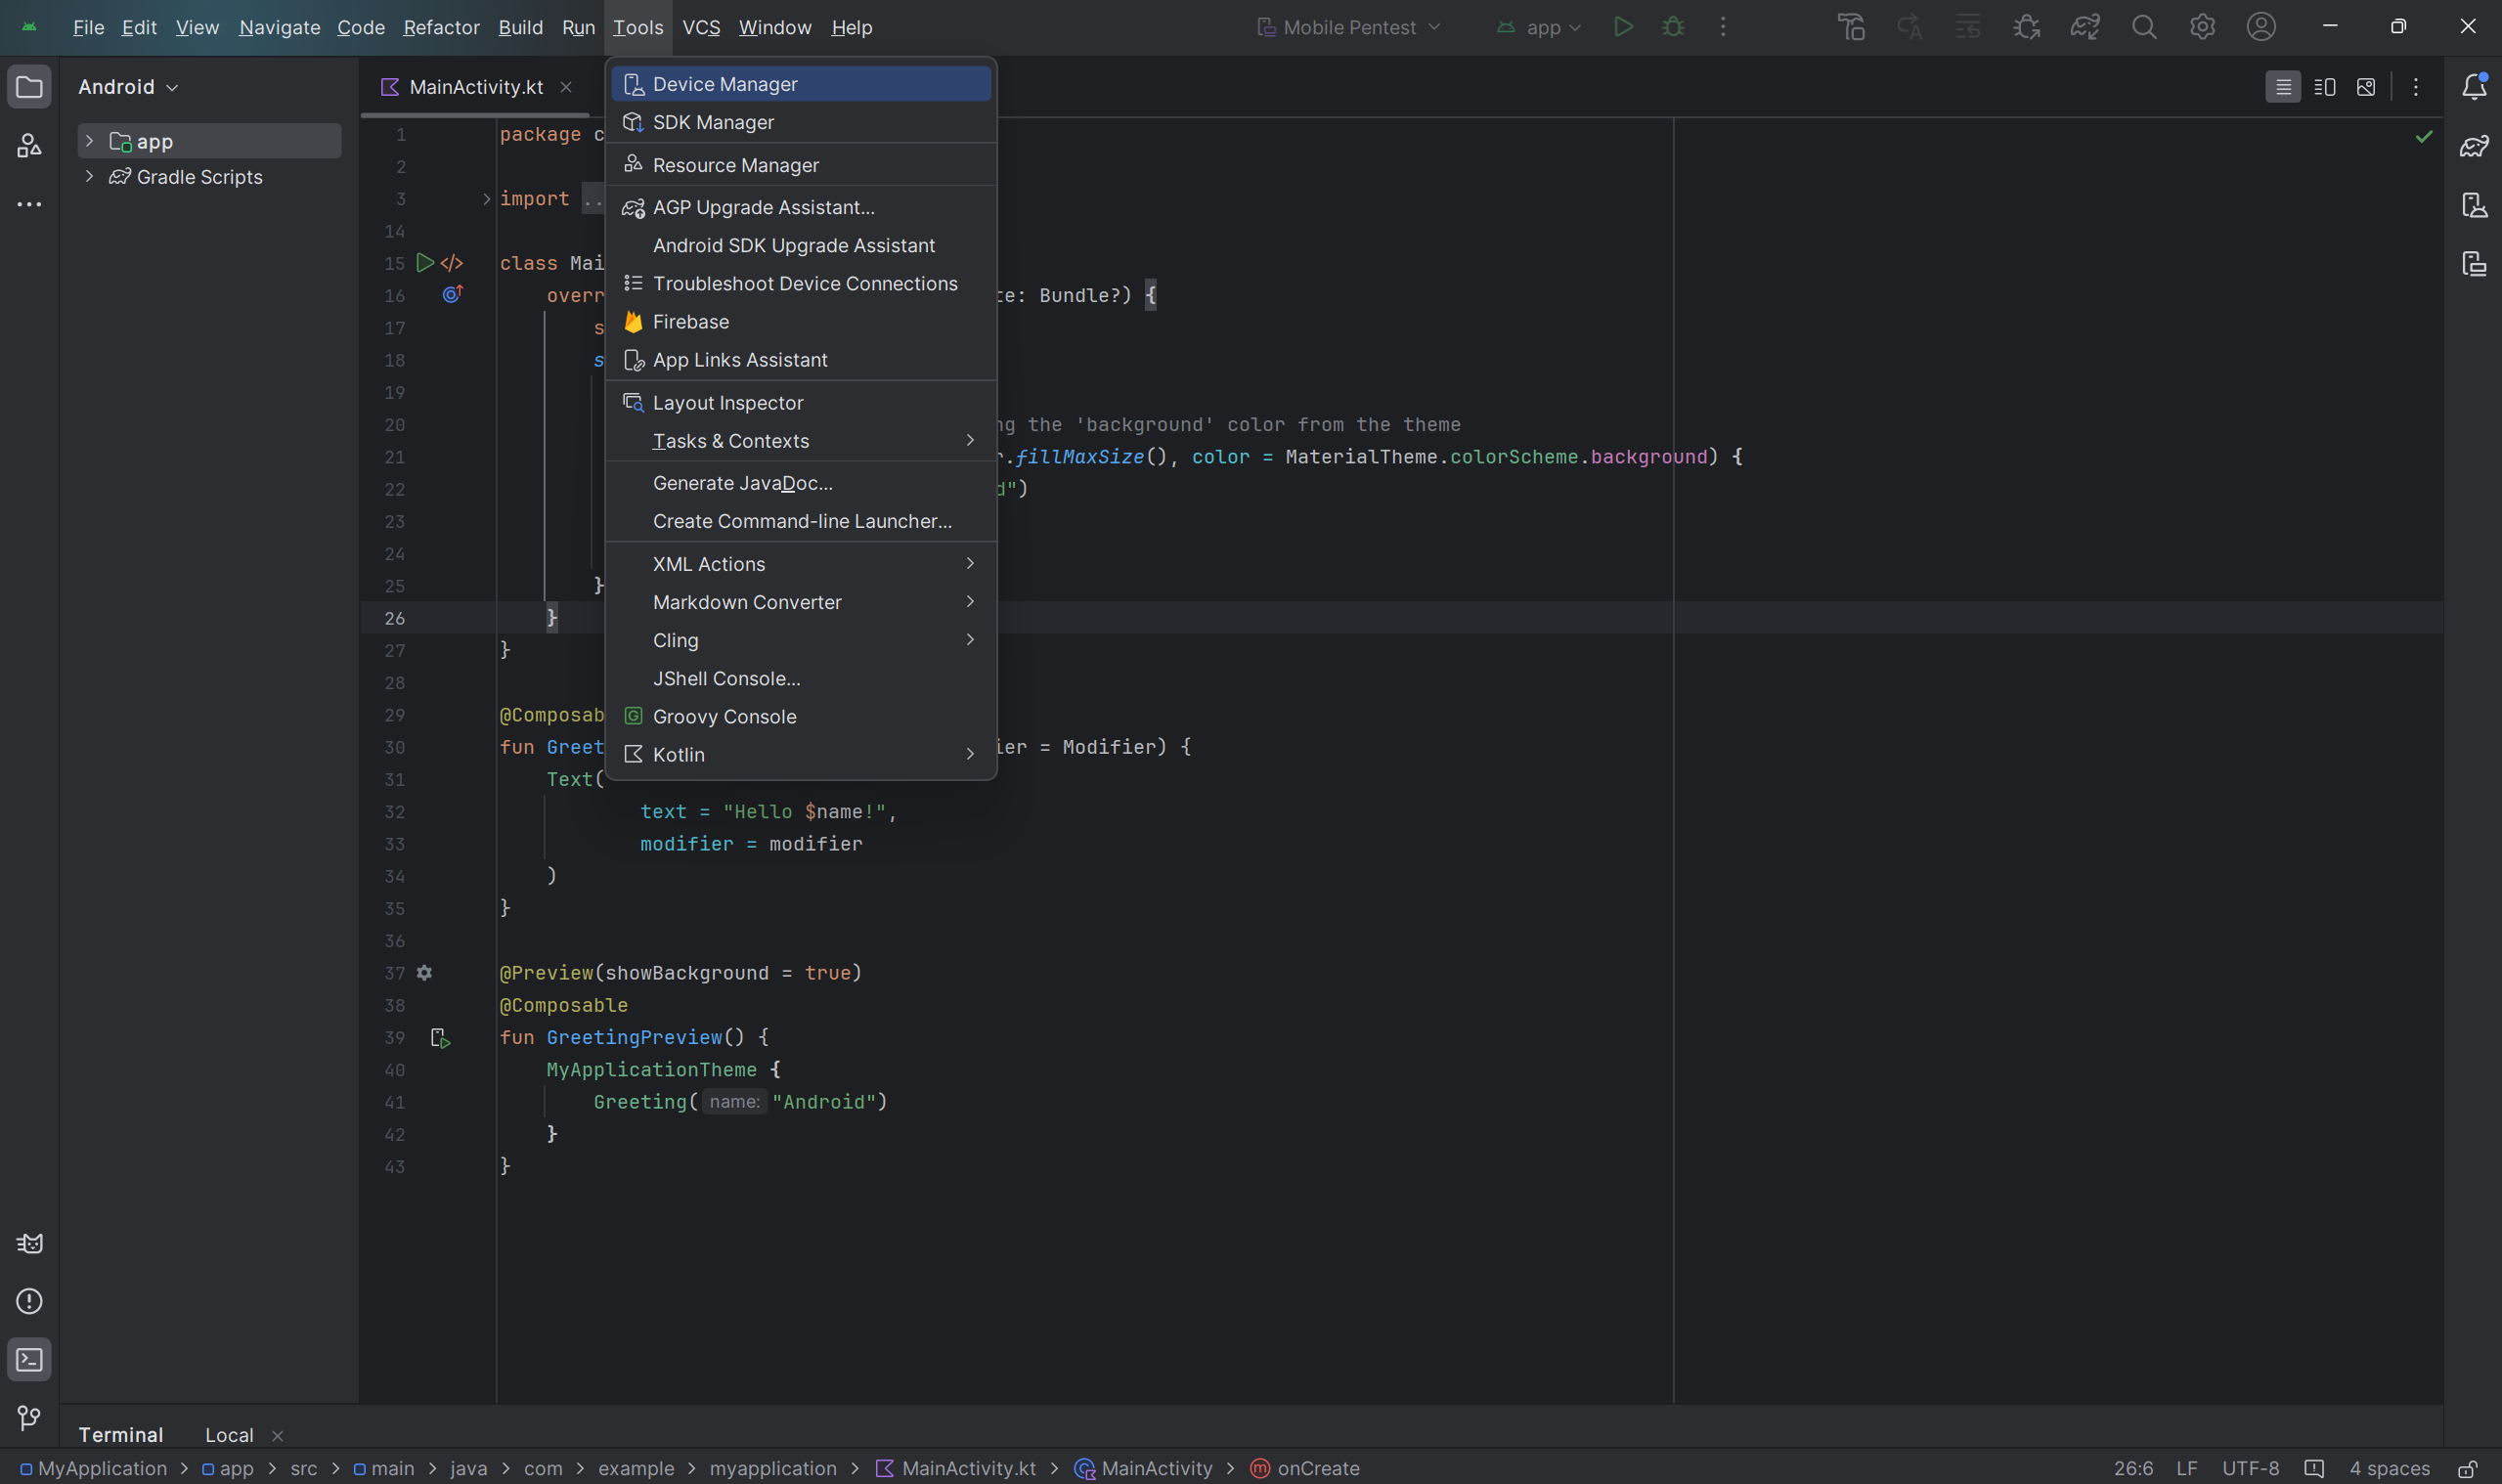 File Edit View Navigate Code Refactor Build Run Tools VCS Window Help
Mobile Pentest
app
Android
MainActivity.kt
app
Gradle Scripts
Device Manager
SDK Manager
Resource Manager
AGP Upgrade Assistant...
Android SDK Upgrade Assistant
Troubleshoot Device Connections
Firebase
App Links Assistant
Layout Inspector
Tasks & Contexts
Generate JavaDoc...
Create Command-line Launcher...
XML Actions
Markdown Converter
Cling
JShell Console...
G Groovy Console
Kotlin
1 package c
2
3 import ..
14
15 class Mai
16 overr te: Bundle?) {
17 s
18 s
19
20 ng the 'background' color from the theme
21 r.fillMaxSize(), color = MaterialTheme.colorScheme.background) {
22 d")
23
24
25 }
26 }
27 }
28
29 @Composab
30 fun Greet ier = Modifier) {
31 Text(
32 text = "Hello $name!",
33 modifier = modifier
34 )
35 }
36
37 @Preview(showBackground = true)
38 @Composable
39 fun GreetingPreview() {
40 MyApplicationTheme {
41 Greeting( name: "Android")
42 }
43 }
Terminal Local
MyApplication > app > src > main > java > com > example > myapplication > MainActivity.kt > MainActivity > m onCreate
26:6 LF UTF-8 4 spaces